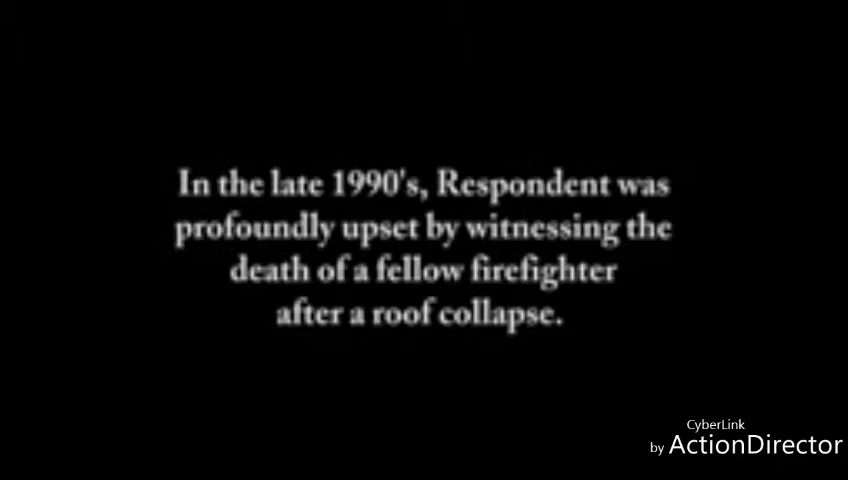 In the late 1990's, Respondent was
profoundly upset by witnessing the
death of a fellow firefighter
after a roof collapse.
CyberLink
by ActionDirector